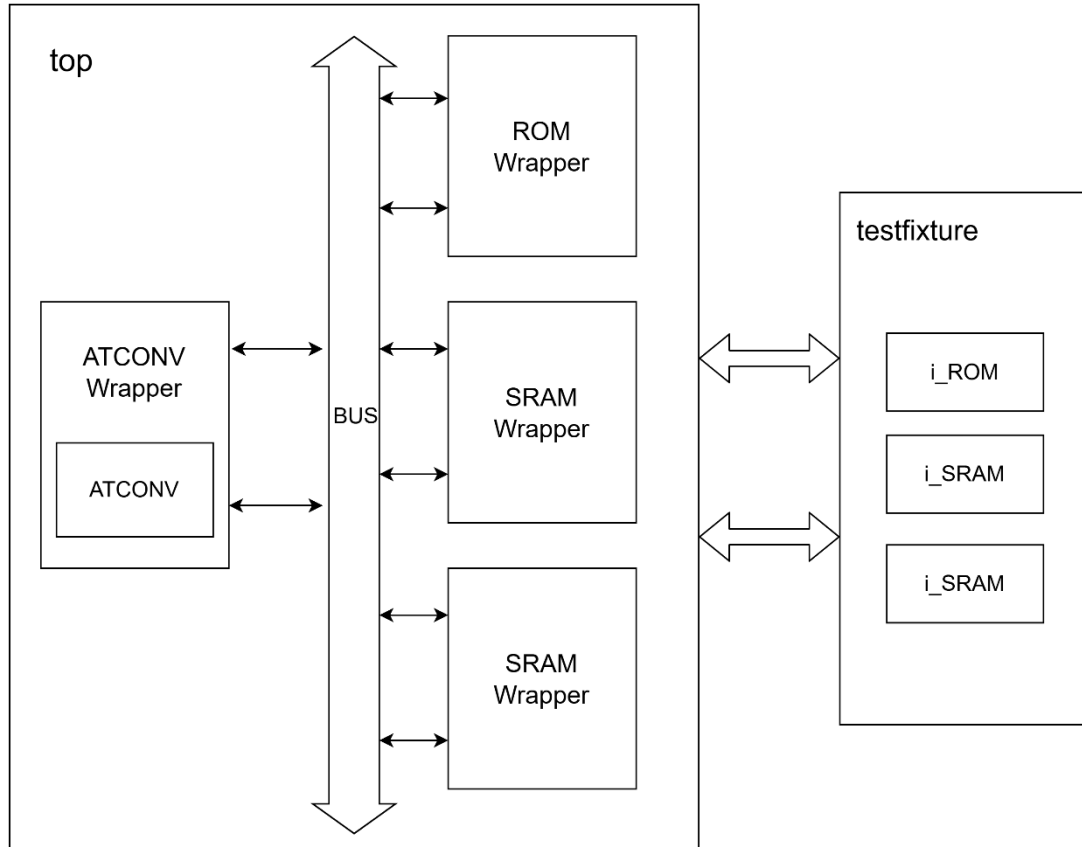 top
ROM
Wrapper
testfixture
ATCONV
Wrapper
ATCONV
BUS
SRAM
Wrapper
i_ROM
i_SRAM
i_SRAM
SRAM
Wrapper